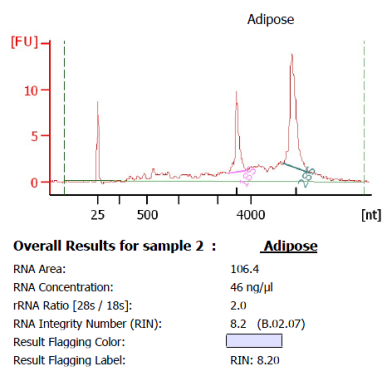 Adipose
[FU]
10
5
0
18S
28S
25 500 4000 [nt]
Overall Results for sample 2 : Adipose
RNA Area: 106.4
RNA Concentration: 46 ng/µl
rRNA Ratio [28s / 18s]: 2.0
RNA Integrity Number (RIN): 8.2 (B.02.07)
Result Flagging Color:
Result Flagging Label: RIN: 8.20